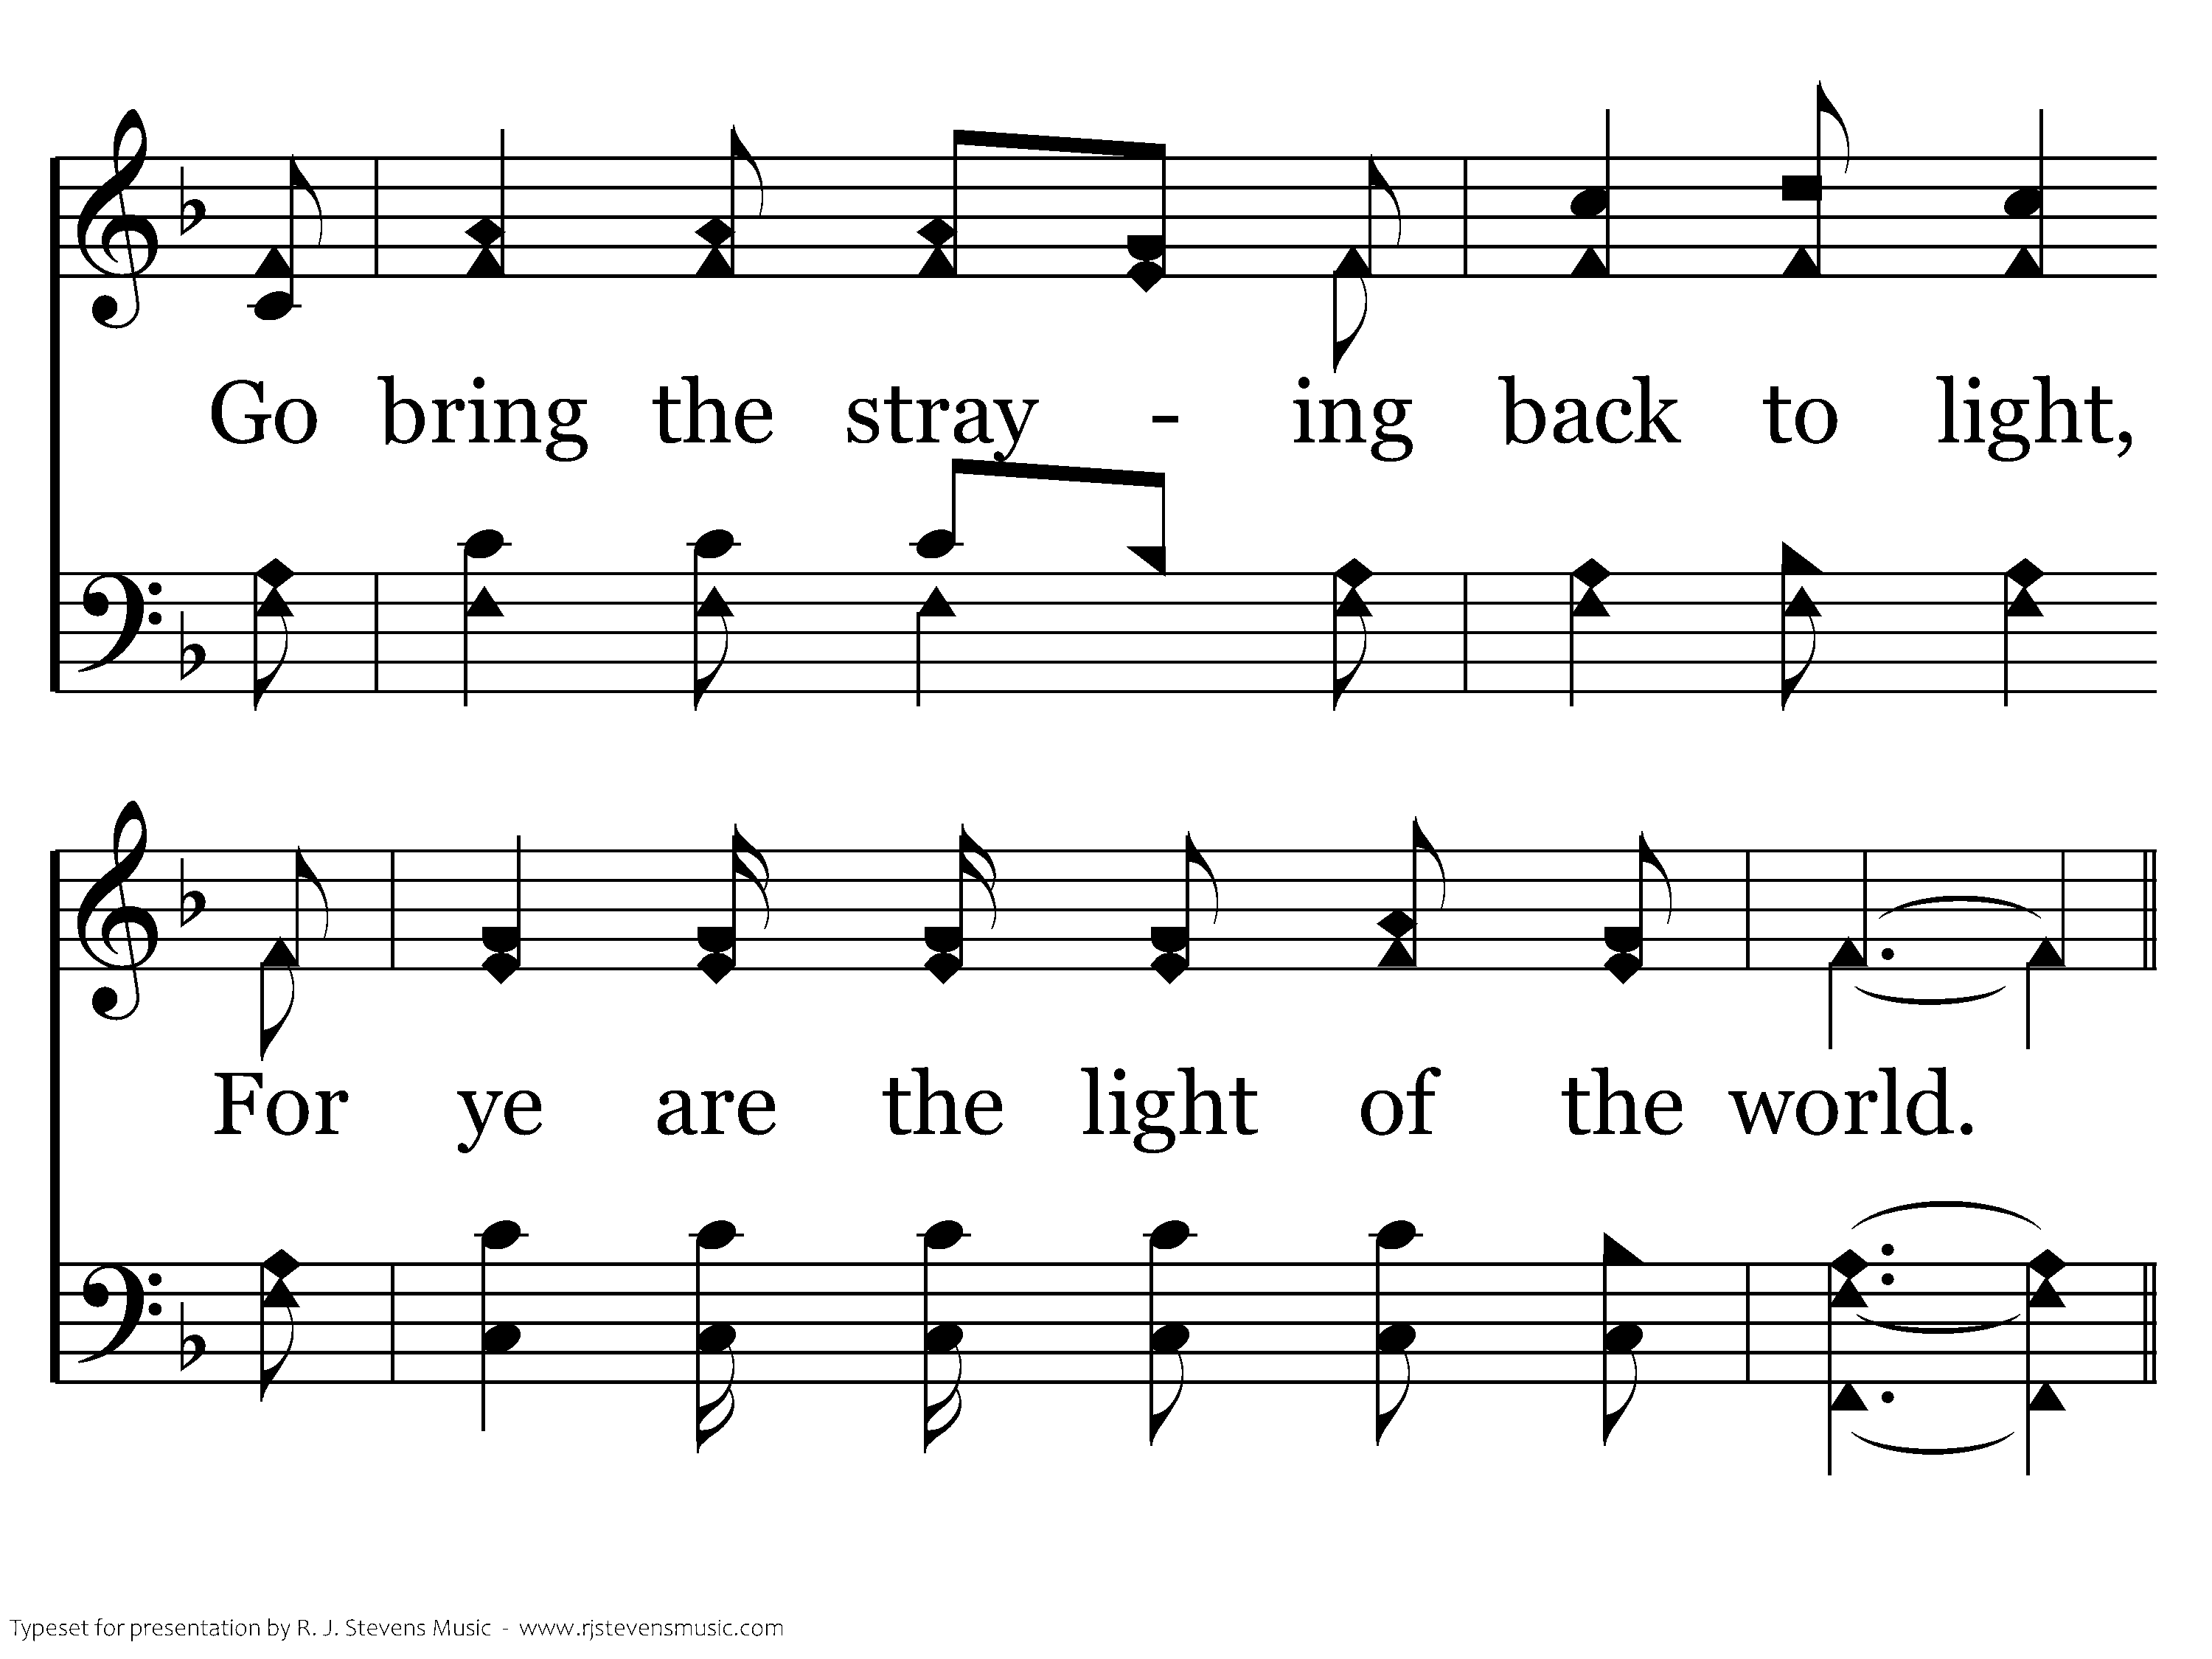 Go bring the stray - ing back to light,
For ye are the light of the world.
Typeset for presentation by R. J. Stevens Music - www.rjstevensmusic.com